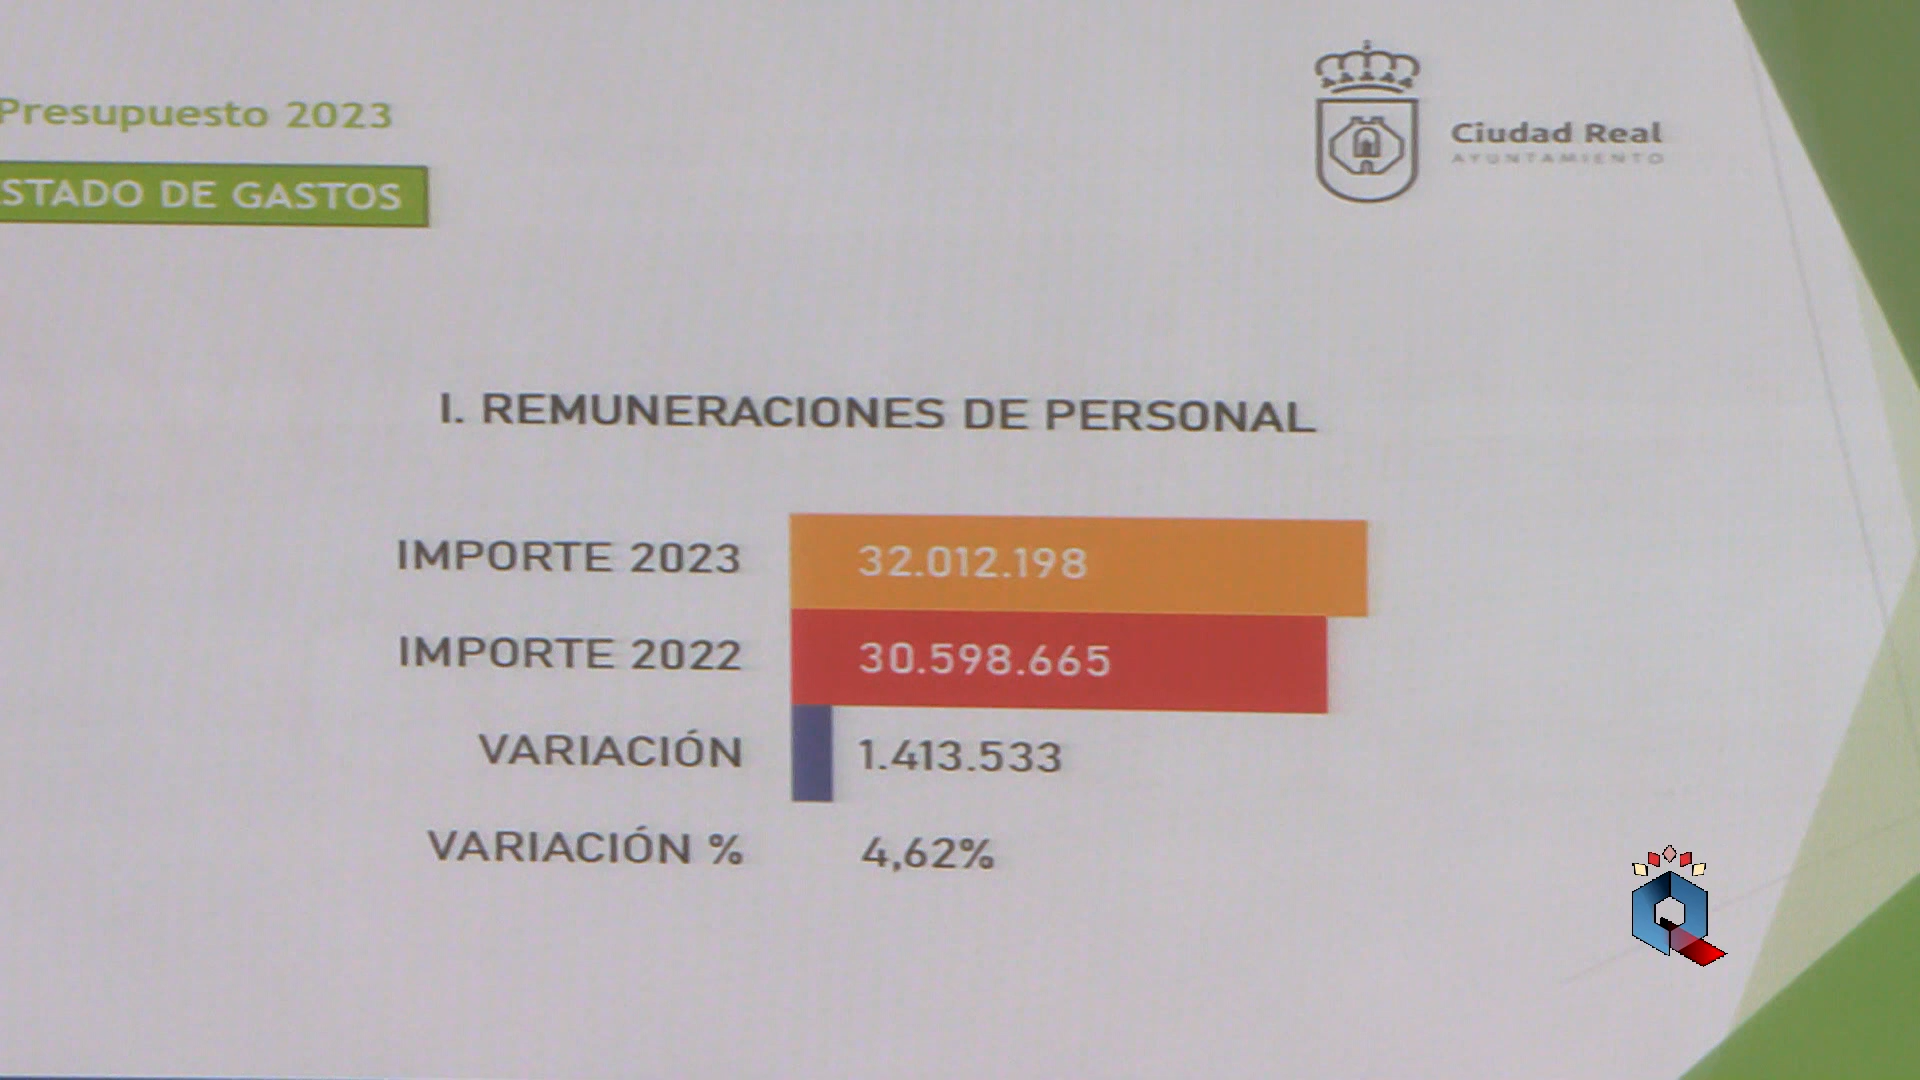 Presupuesto 2023
STADO DE GASTOS
Ciudad Real
AYUNTAMIENTO
I. REMUNERACIONES DE PERSONAL
IMPORTE 2023 32.012.198
IMPORTE 2022 30.598.665
VARIACIÓN 1.413.533
VARIACIÓN % 4,62%